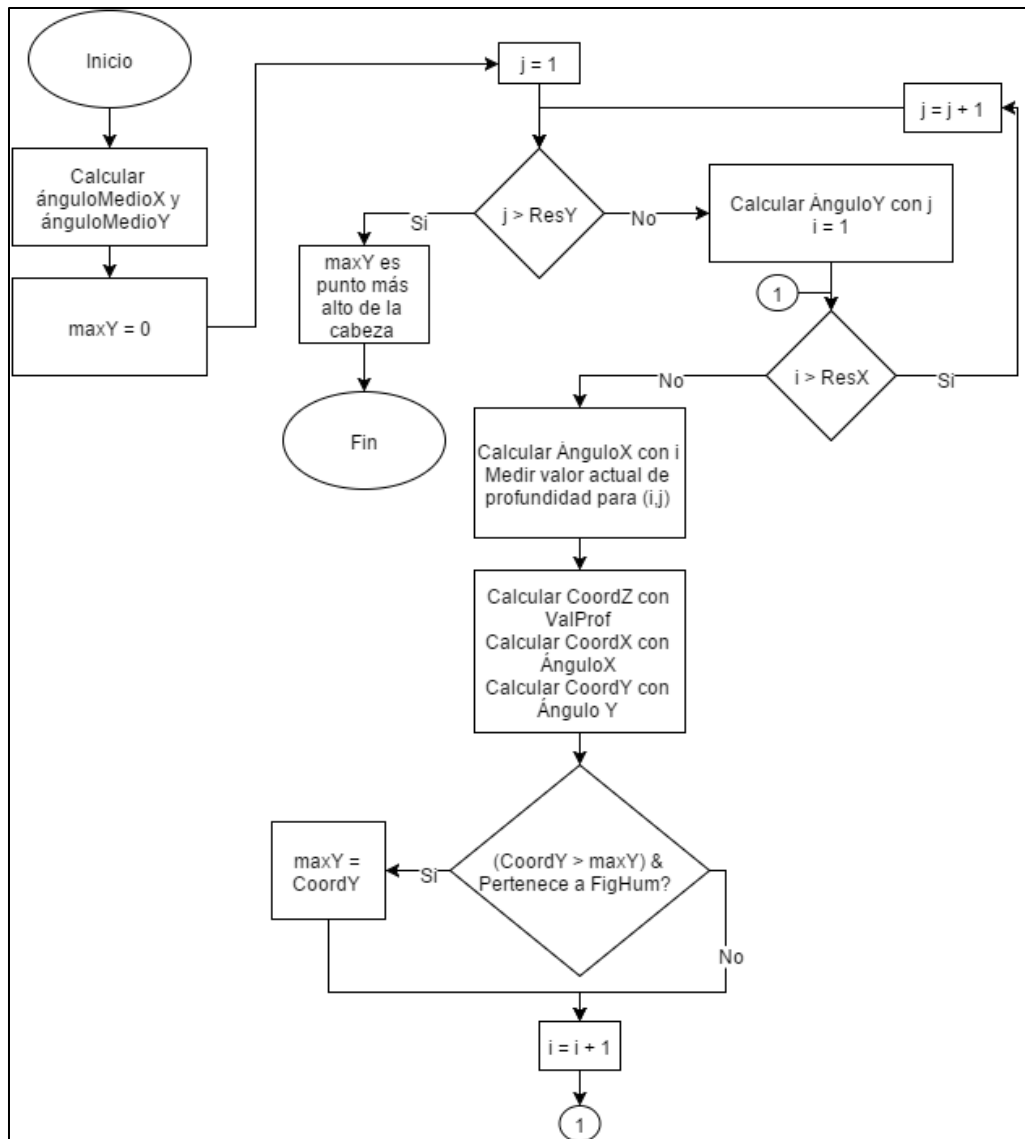 Inicio
Calcular
ánguloMedioX y
ánguloMedioY
maxY = 0
j = 1
j = j + 1
j > ResY
Si
No
maxY es
punto más
alto de la
cabeza
Fin
Calcular ÁnguloY con j
i = 1
1
i > ResX
No
Si
Calcular ÁnguloX con i
Medir valor actual de
profundidad para (i,j)
Calcular CoordZ con
ValProf
Calcular CoordX con
ÁnguloX
Calcular CoordY con
Ángulo Y
(CoordY > maxY) &
Pertenece a FigHum?
Si
No
maxY =
CoordY
i = i + 1
1